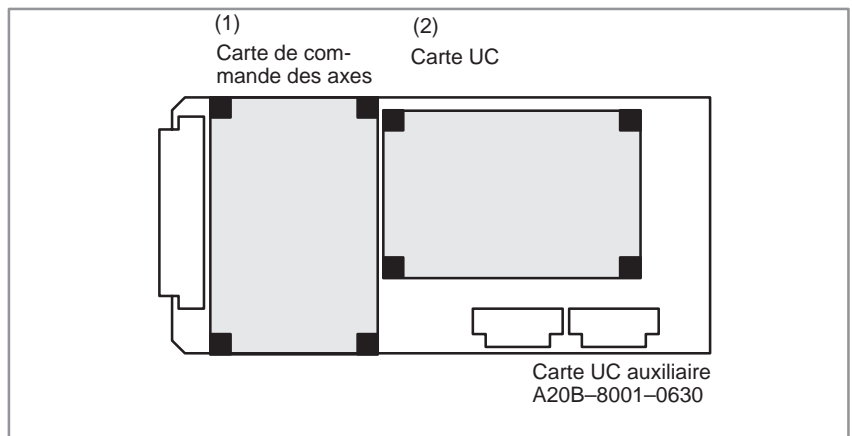 (1)
Carte de com-
mande des axes
(2)
Carte UC
Carte UC auxiliaire
A20B–8001–0630